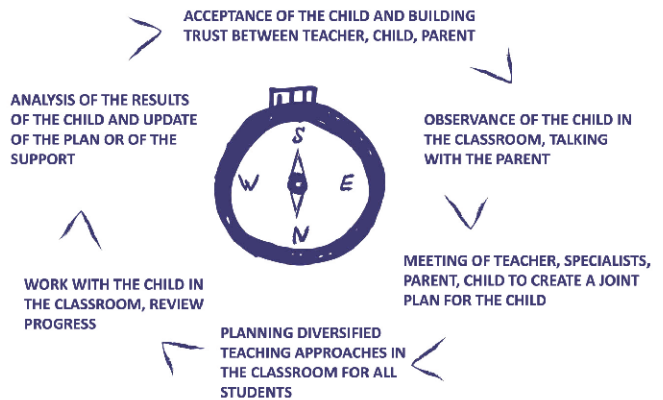 ACCEPTANCE OF THE CHILD AND BUILDING
TRUST BETWEEN TEACHER, CHILD, PARENT
OBSERVANCE OF THE CHILD IN
THE CLASSROOM, TALKING
WITH THE PARENT
MEETING OF TEACHER, SPECIALISTS,
PARENT, CHILD TO CREATE A JOINT
PLAN FOR THE CHILD
PLANNING DIVERSIFIED
TEACHING APPROACHES IN
THE CLASSROOM FOR ALL
STUDENTS
WORK WITH THE CHILD IN
THE CLASSROOM, REVIEW
PROGRESS
ANALYSIS OF THE RESULTS
OF THE CHILD AND UPDATE
OF THE PLAN OR OF THE
SUPPORT
S
W E
N